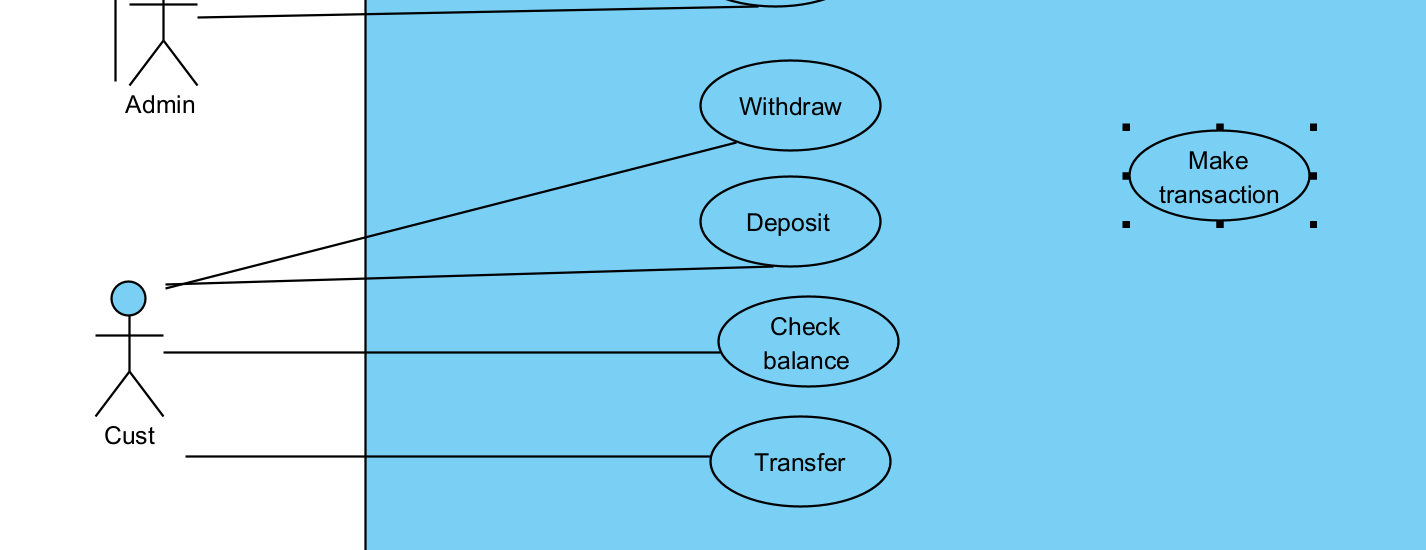 Admin
Withdraw
Make
transaction
Deposit
Check
balance
Cust
Transfer